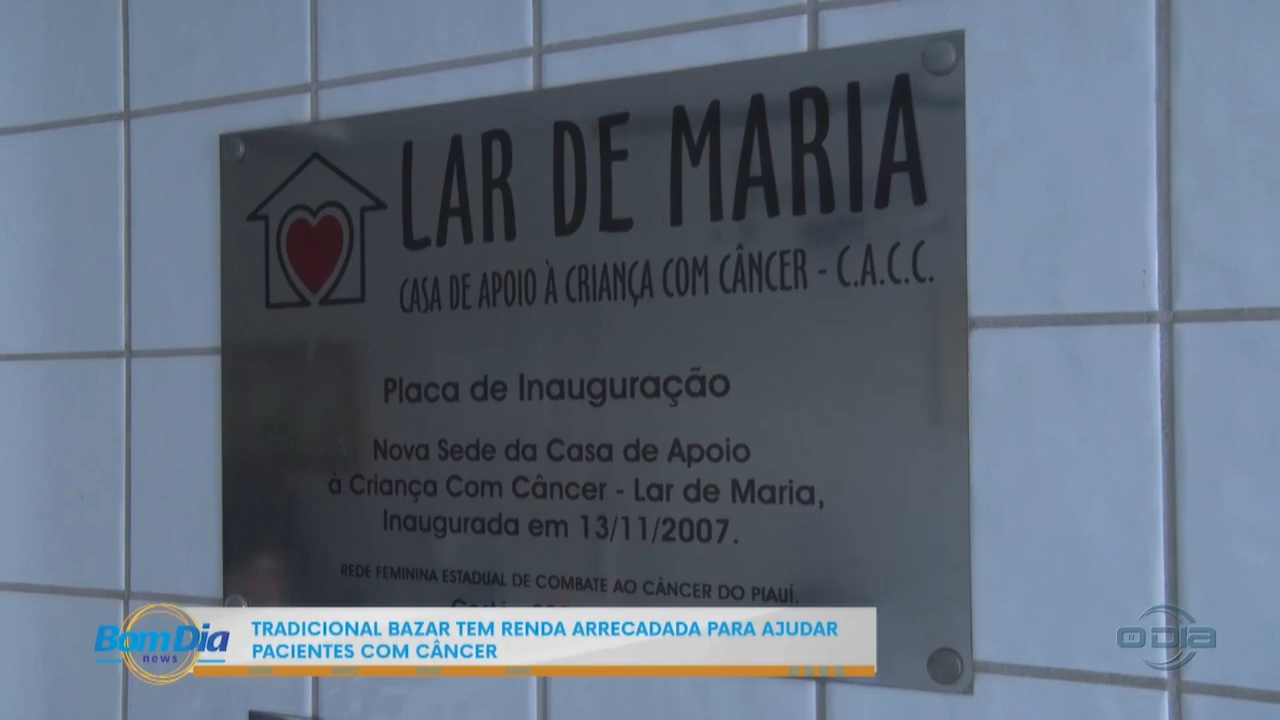 LAR DE MARIA
CASA DE APOIO À CRIANÇA COM CÂNCER - C.A.C.C.
Placa de Inauguração
Nova Sede da Casa de Apoio
à Criança Com Câncer - Lar de Maria,
Inaugurada em 13/11/2007.
REDE FEMININA ESTADUAL DE COMBATE AO CÂNCER DO PIAUÍ.
Bom Dia
news
TRADICIONAL BAZAR TEM RENDA ARRECADADA PARA AJUDAR
PACIENTES COM CÂNCER
TV O DIA